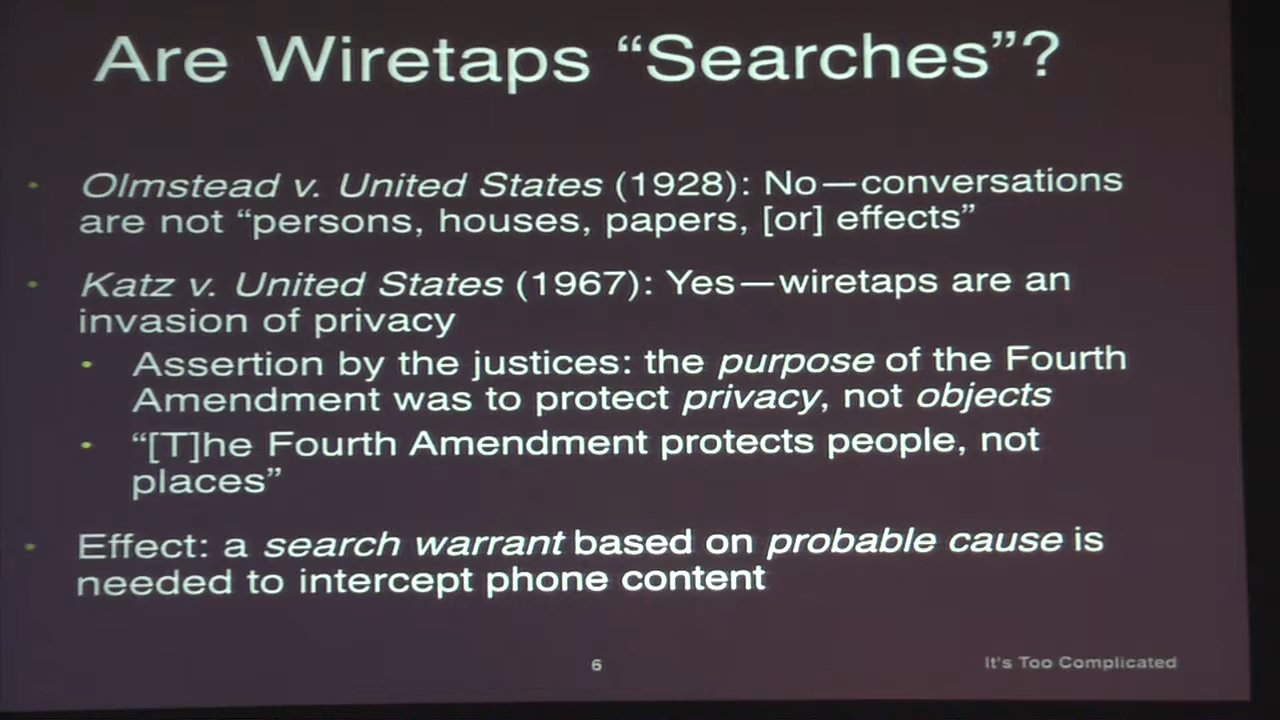 Are Wiretaps “Searches”?
• Olmstead v. United States (1928): No—conversations
are not “persons, houses, papers, [or] effects”
• Katz v. United States (1967): Yes—wiretaps are an
invasion of privacy
• Assertion by the justices: the purpose of the Fourth
Amendment was to protect privacy, not objects
• “[T]he Fourth Amendment protects people, not
places”
• Effect: a search warrant based on probable cause is
needed to intercept phone content
6
It's Too Complicated